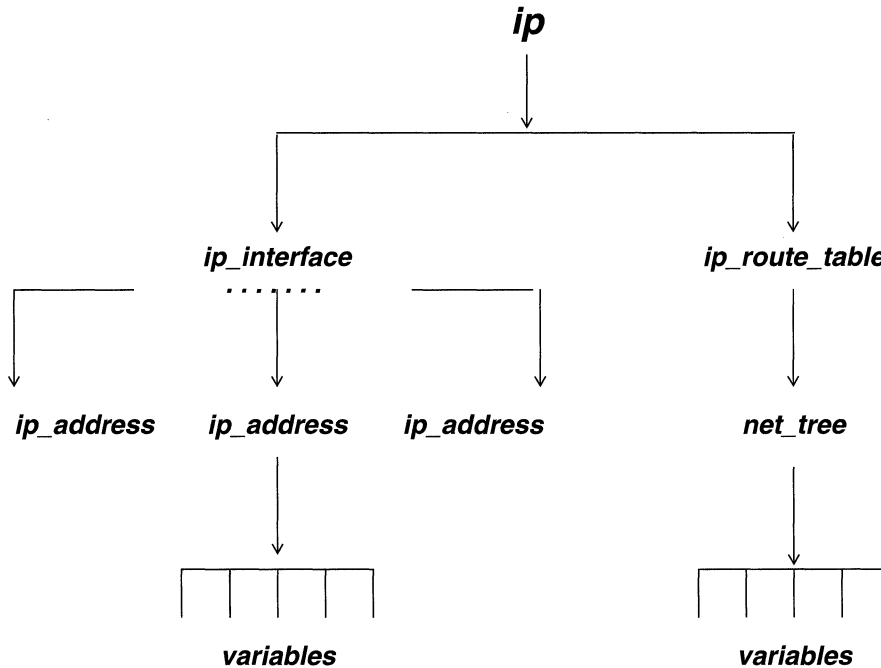 ip
ip_interface ip_route_table
.......
ip_address ip_address ip_address net_tree
variables variables